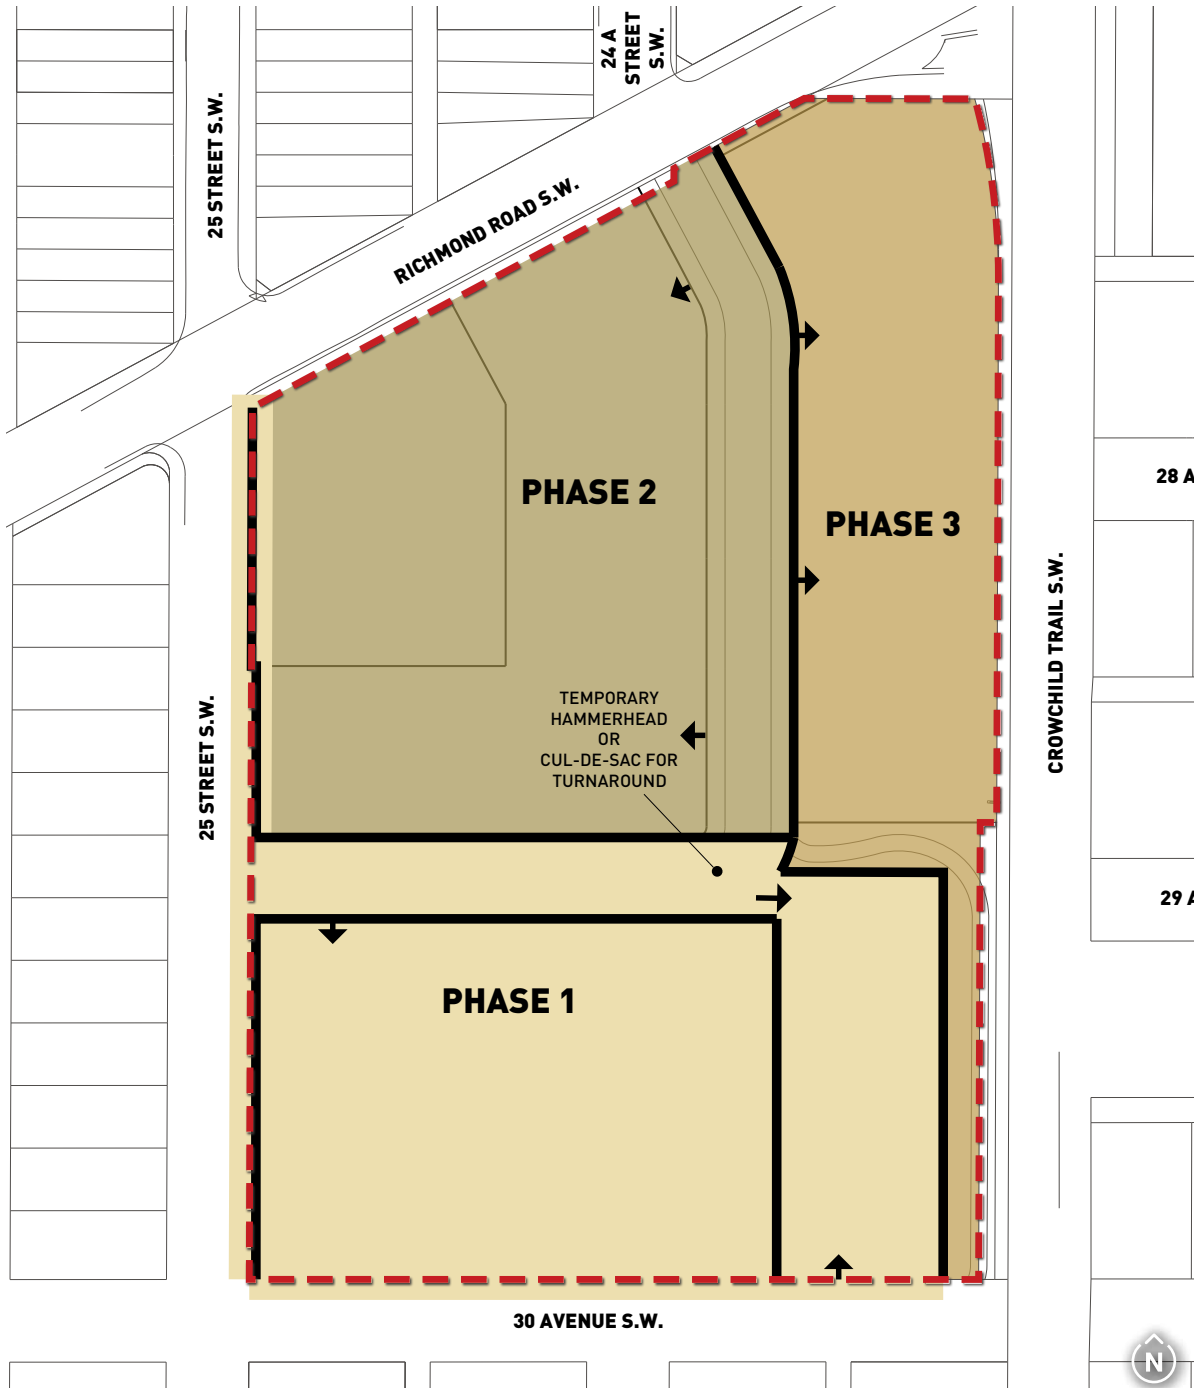 24 A
STREET
S.W.
25 STREET S.W.
RICHMOND ROAD S.W.
PHASE 2
28 A
PHASE 3
CROWCHILD TRAIL S.W.
TEMPORARY
HAMMERHEAD
OR
CUL-DE-SAC FOR
TURNAROUND
25 STREET S.W.
29 A
PHASE 1
30 AVENUE S.W.
N